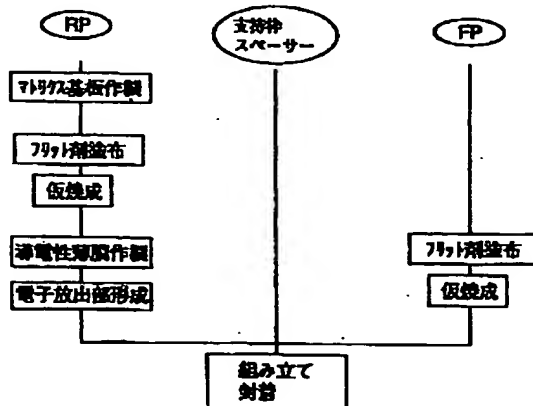 RP
支持枠
スペーサー
FP
マトリクス基板作製
フリット剤塗布
仮焼成
導電性薄膜作製
電子放出部形成
フリット剤塗布
仮焼成
組み立て
封着